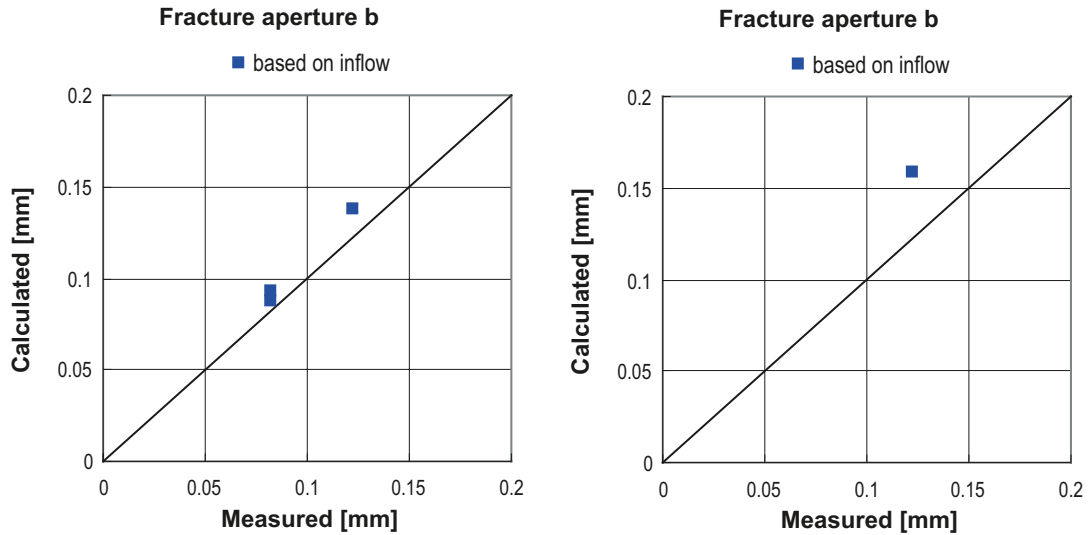 Fracture aperture b
based on inflow
0.2
0.15
0.1
0.05
0
Calculated [mm]
0 0.05 0.1 0.15 0.2
Measured [mm]
Fracture aperture b
based on inflow
0.2
0.15
0.1
0.05
0
Calculated [mm]
0 0.05 0.1 0.15 0.2
Measured [mm]